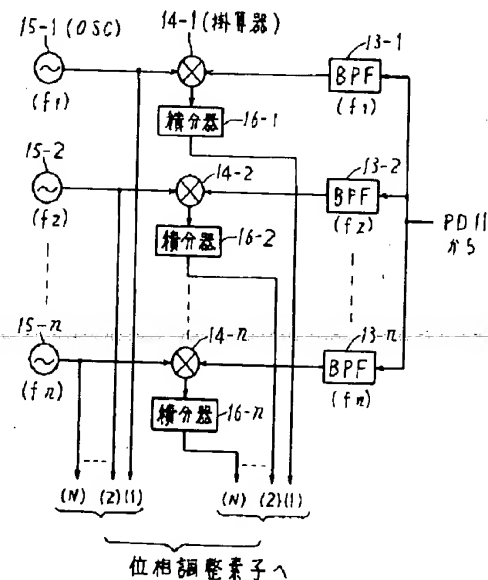 15-1(OSC)
14-1(掛算器)
13-1
BPF
(f1)
(f1)
積分器
16-1
15-2
14-2
13-2
BPF
(f2)
(f2)
積分器
16-2
PD11
から
15-n
14-n
13-n
BPF
(fn)
(fn)
積分器
16-n
(N) (2)(1)
(N) (2)(1)
位相調整素子へ